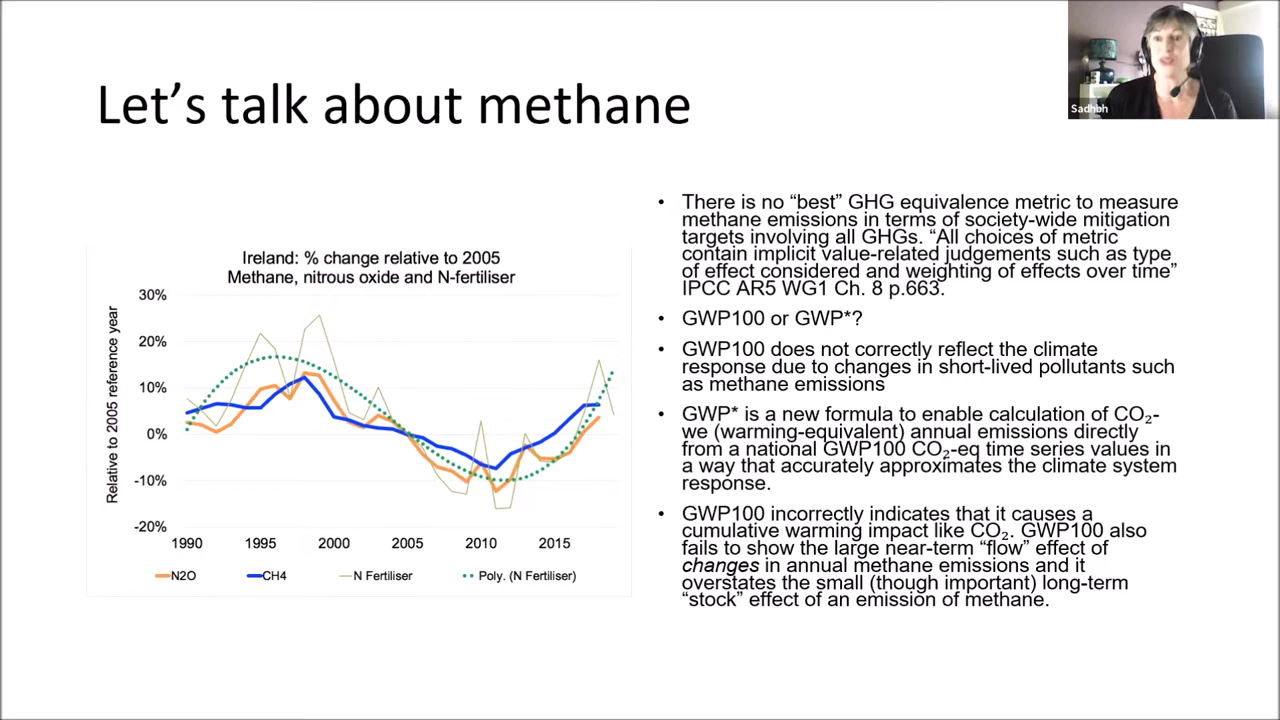 Let’s talk about methane
Sadhbh
Ireland: % change relative to 2005
Methane, nitrous oxide and N-fertiliser
Relative to 2005 reference year
30%
20%
10%
0%
-10%
-20%
1990 1995 2000 2005 2010 2015
N2O CH4 N Fertiliser Poly. (N Fertiliser)
• There is no “best” GHG equivalence metric to measure
methane emissions in terms of society-wide mitigation
targets involving all GHGs. “All choices of metric
contain implicit value-related judgements such as type
of effect considered and weighting of effects over time”
IPCC AR5 WG1 Ch. 8 p.663.
• GWP100 or GWP*?
• GWP100 does not correctly reflect the climate
response due to changes in short-lived pollutants such
as methane emissions
• GWP* is a new formula to enable calculation of CO₂-
we (warming-equivalent) annual emissions directly
from a national GWP100 CO₂-eq time series values in
a way that accurately approximates the climate system
response.
• GWP100 incorrectly indicates that it causes a
cumulative warming impact like CO₂. GWP100 also
fails to show the large near-term “flow” effect of
changes in annual methane emissions and it
overstates the small (though important) long-term
“stock” effect of an emission of methane.